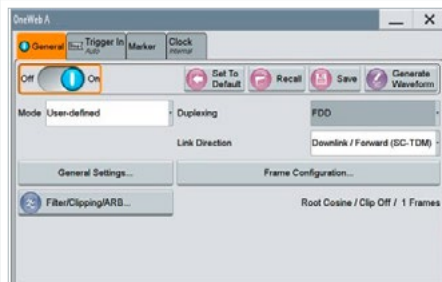 OneWeb A
General
Trigger In
Auto
Marker
Clock
Internal
Off
On
Set To
Default
Recall
Save
Generate
Waveform
Mode User-defined
Duplexing FDD
Link Direction Downlink / Forward (SC-TDM)
General Settings...
Frame Configuration...
Filter/Clipping/ARB...
Root Cosine / Clip Off / 1 Frames